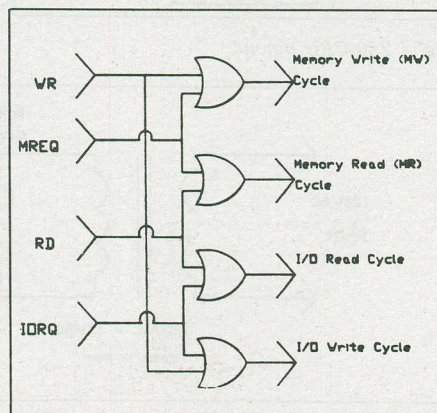 WR
Memory Write (MW)
Cycle
MREQ
Memory Read (MR)
Cycle
RD
I/O Read Cycle
IORQ
I/O Write Cycle